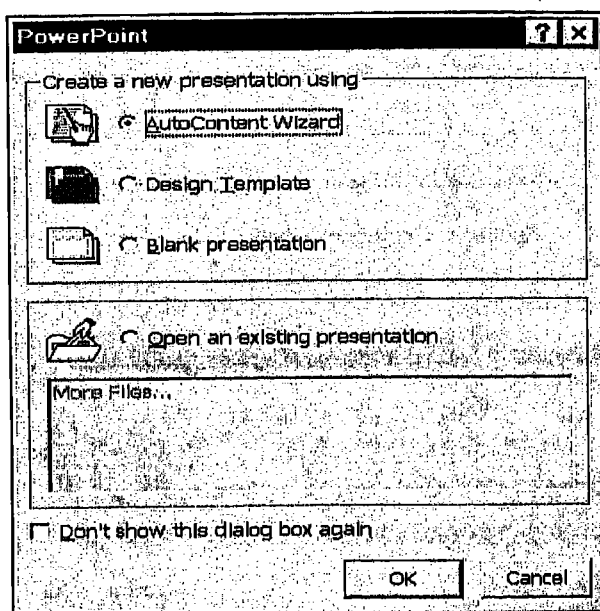 PowerPoint
Create a new presentation using
AutoContent Wizard
Design Template
Blank presentation
Open an existing presentation
More Files...
Don't show this dialog box again
OK Cancel